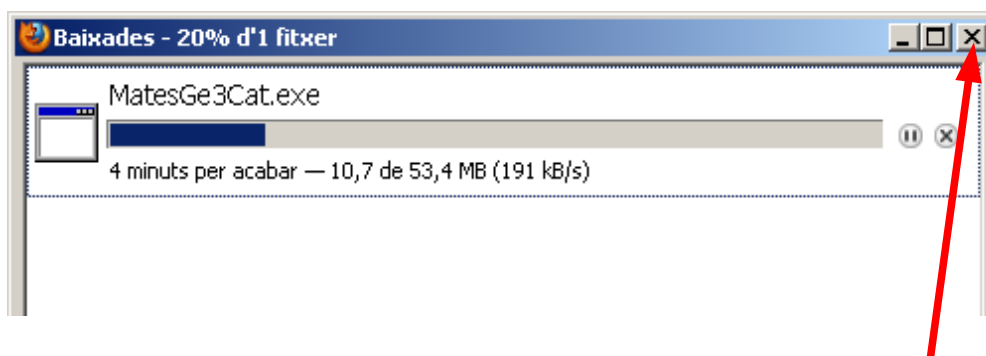 Baixades - 20% d'1 fitxer
MatesGe3Cat.exe
4 minuts per acabar — 10,7 de 53,4 MB (191 kB/s)